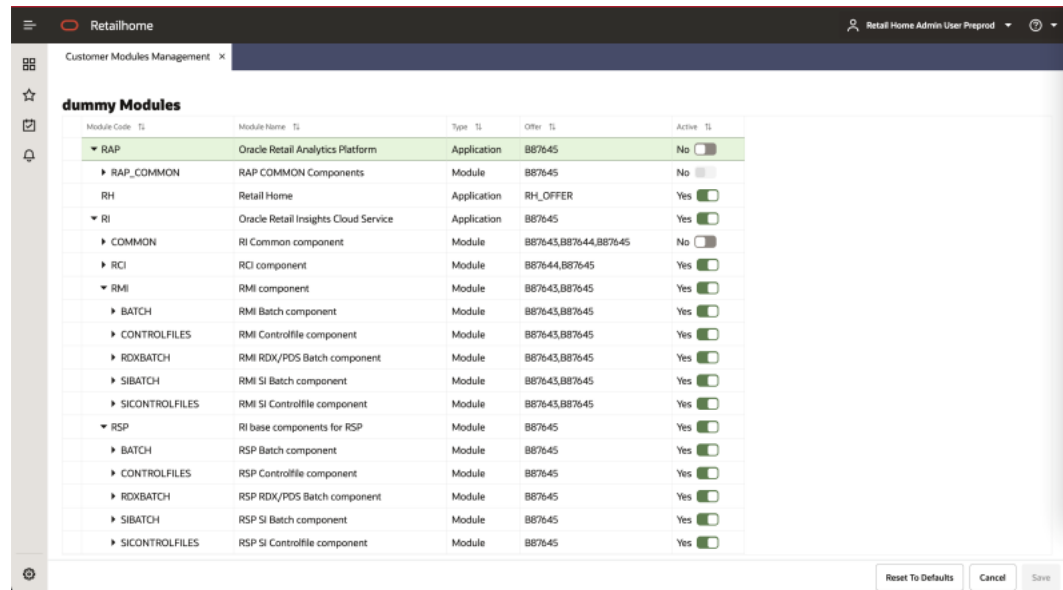 Retailhome
Retail Home Admin User Preprod
Customer Modules Management ×
dummy Modules
Module Code Module Name Type Offer Active
RAP Oracle Retail Analytics Platform Application B87645 No
RAP_COMMON RAP COMMON Components Module B87645 No
RH Retail Home Application RH_OFFER Yes
RI Oracle Retail Insights Cloud Service Application B87645 Yes
COMMON RI Common component Module B87643,B87644,B87645 No
RCI RCI component Module B87644,B87645 Yes
RMI RMI component Module B87643,B87645 Yes
BATCH RMI Batch component Module B87643,B87645 Yes
CONTROLFILES RMI Controlfile component Module B87643,B87645 Yes
RDXBATCH RMI RDX/PDS Batch component Module B87643,B87645 Yes
SIBATCH RMI SI Batch component Module B87643,B87645 Yes
SICONTROLFILES RMI SI Controlfile component Module B87643,B87645 Yes
RSP RI base components for RSP Module B87645 Yes
BATCH RSP Batch component Module B87645 Yes
CONTROLFILES RSP Controlfile component Module B87645 Yes
RDXBATCH RSP RDX/PDS Batch component Module B87645 Yes
SIBATCH RSP SI Batch component Module B87645 Yes
SICONTROLFILES RSP SI Controlfile component Module B87645 Yes
Reset To Defaults Cancel Save